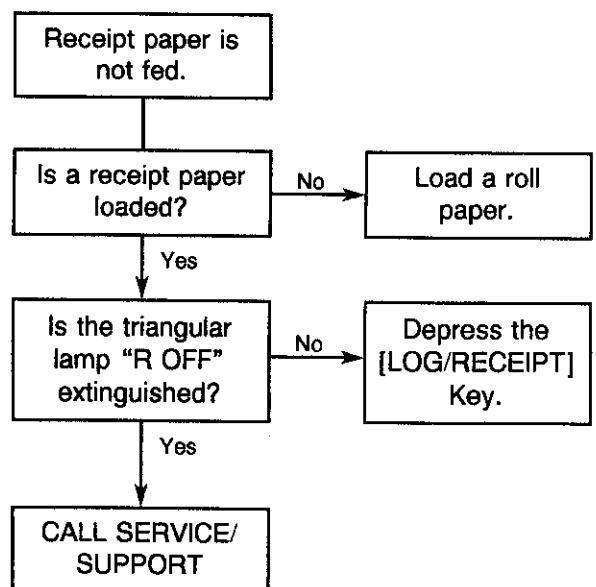 Receipt paper is
not fed.
Is a receipt paper
loaded?
No
Load a roll
paper.
Yes
Is the triangular
lamp “R OFF”
extinguished?
No
Depress the
[LOG/RECEIPT]
Key.
Yes
CALL SERVICE/
SUPPORT